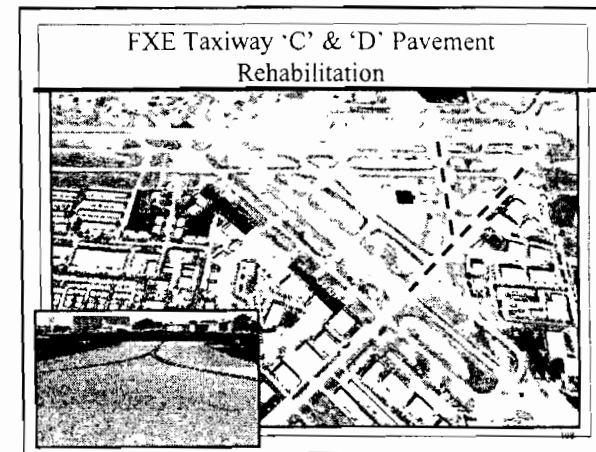 FXE Taxiway ‘C’ & ‘D’ Pavement
Rehabilitation